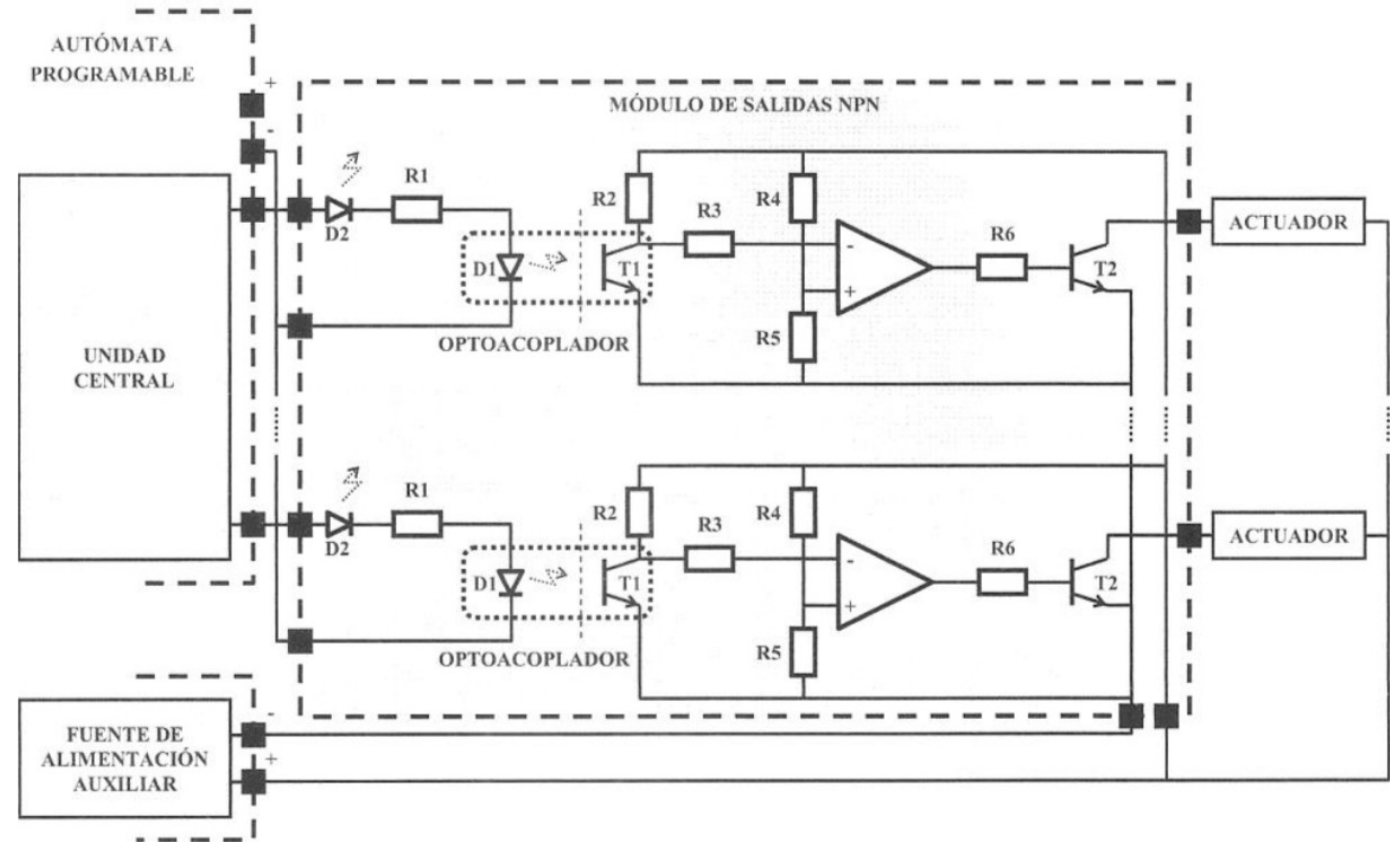 AUTÓMATA
PROGRAMABLE
+
-
MÓDULO DE SALIDAS NPN
UNIDAD
CENTRAL
D2
R1
D1
OPTOACOPLADOR
T1
R2
R3
R4
R5
-
+
R6
T2
ACTUADOR
D2
R1
D1
OPTOACOPLADOR
T1
R2
R3
R4
R5
-
+
R6
T2
ACTUADOR
FUENTE DE
ALIMENTACIÓN
AUXILIAR
-
+